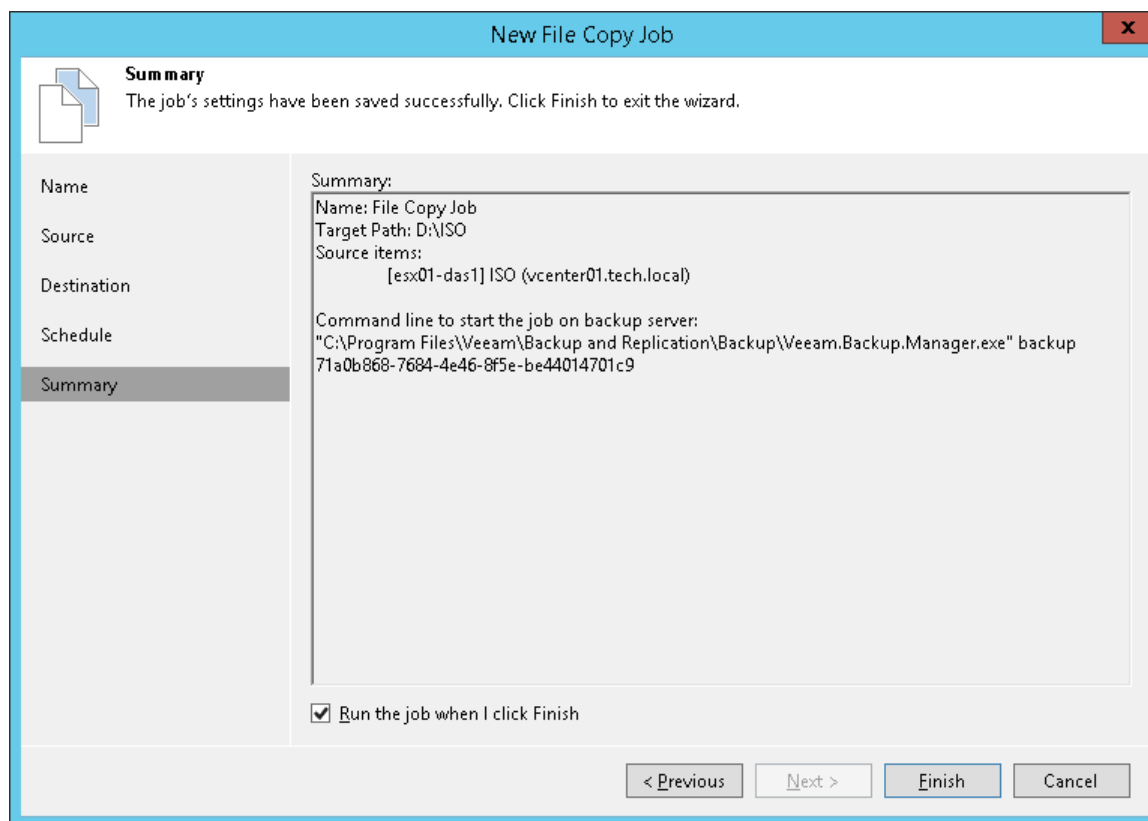 New File Copy Job
x
Summary
The job's settings have been saved successfully. Click Finish to exit the wizard.
Name
Source
Destination
Schedule
Summary
Summary:
Name: File Copy Job
Target Path: D:\ISO
Source items:
[esx01-das1] ISO (vcenter01.tech.local)
Command line to start the job on backup server:
"C:\Program Files\Veeam\Backup and Replication\Backup\Veeam.Backup.Manager.exe" backup
71a0b868-7684-4e46-8f5e-be44014701c9
Run the job when I click Finish
< Previous
Next >
Finish
Cancel